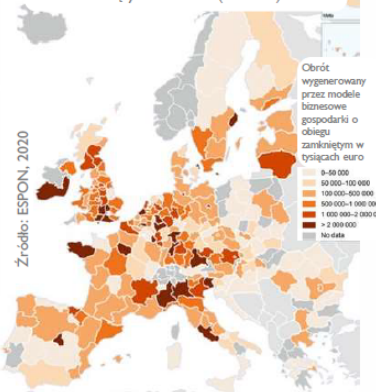 Obrót
wygenerowany
przez modele
biznesowe
gospodarki o
obiegu
zamkniętym w
tysiącach euro
0–50 000
50 000–100 000
100 000–500 000
500 000–1 000 00
1 000 000–2 000 0
> 2 000 000
No data
Źródło: ESPON, 2020